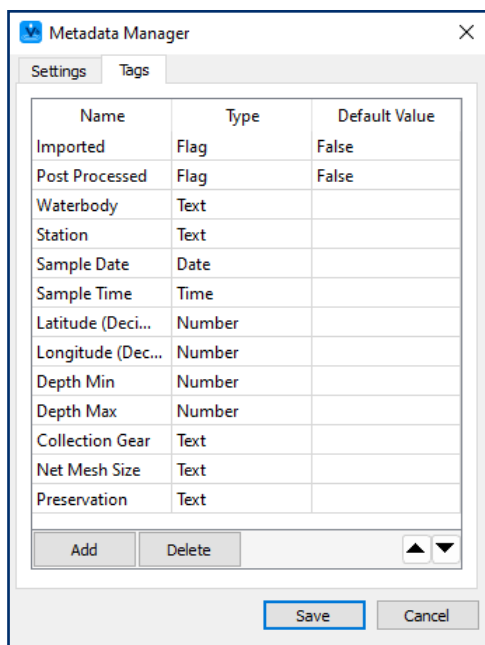 Metadata Manager
Settings Tags
Name Type Default Value
Imported Flag False
Post Processed Flag False
Waterbody Text
Station Text
Sample Date Date
Sample Time Time
Latitude (Deci... Number
Longitude (Dec... Number
Depth Min Number
Depth Max Number
Collection Gear Text
Net Mesh Size Text
Preservation Text
Add Delete
Save Cancel